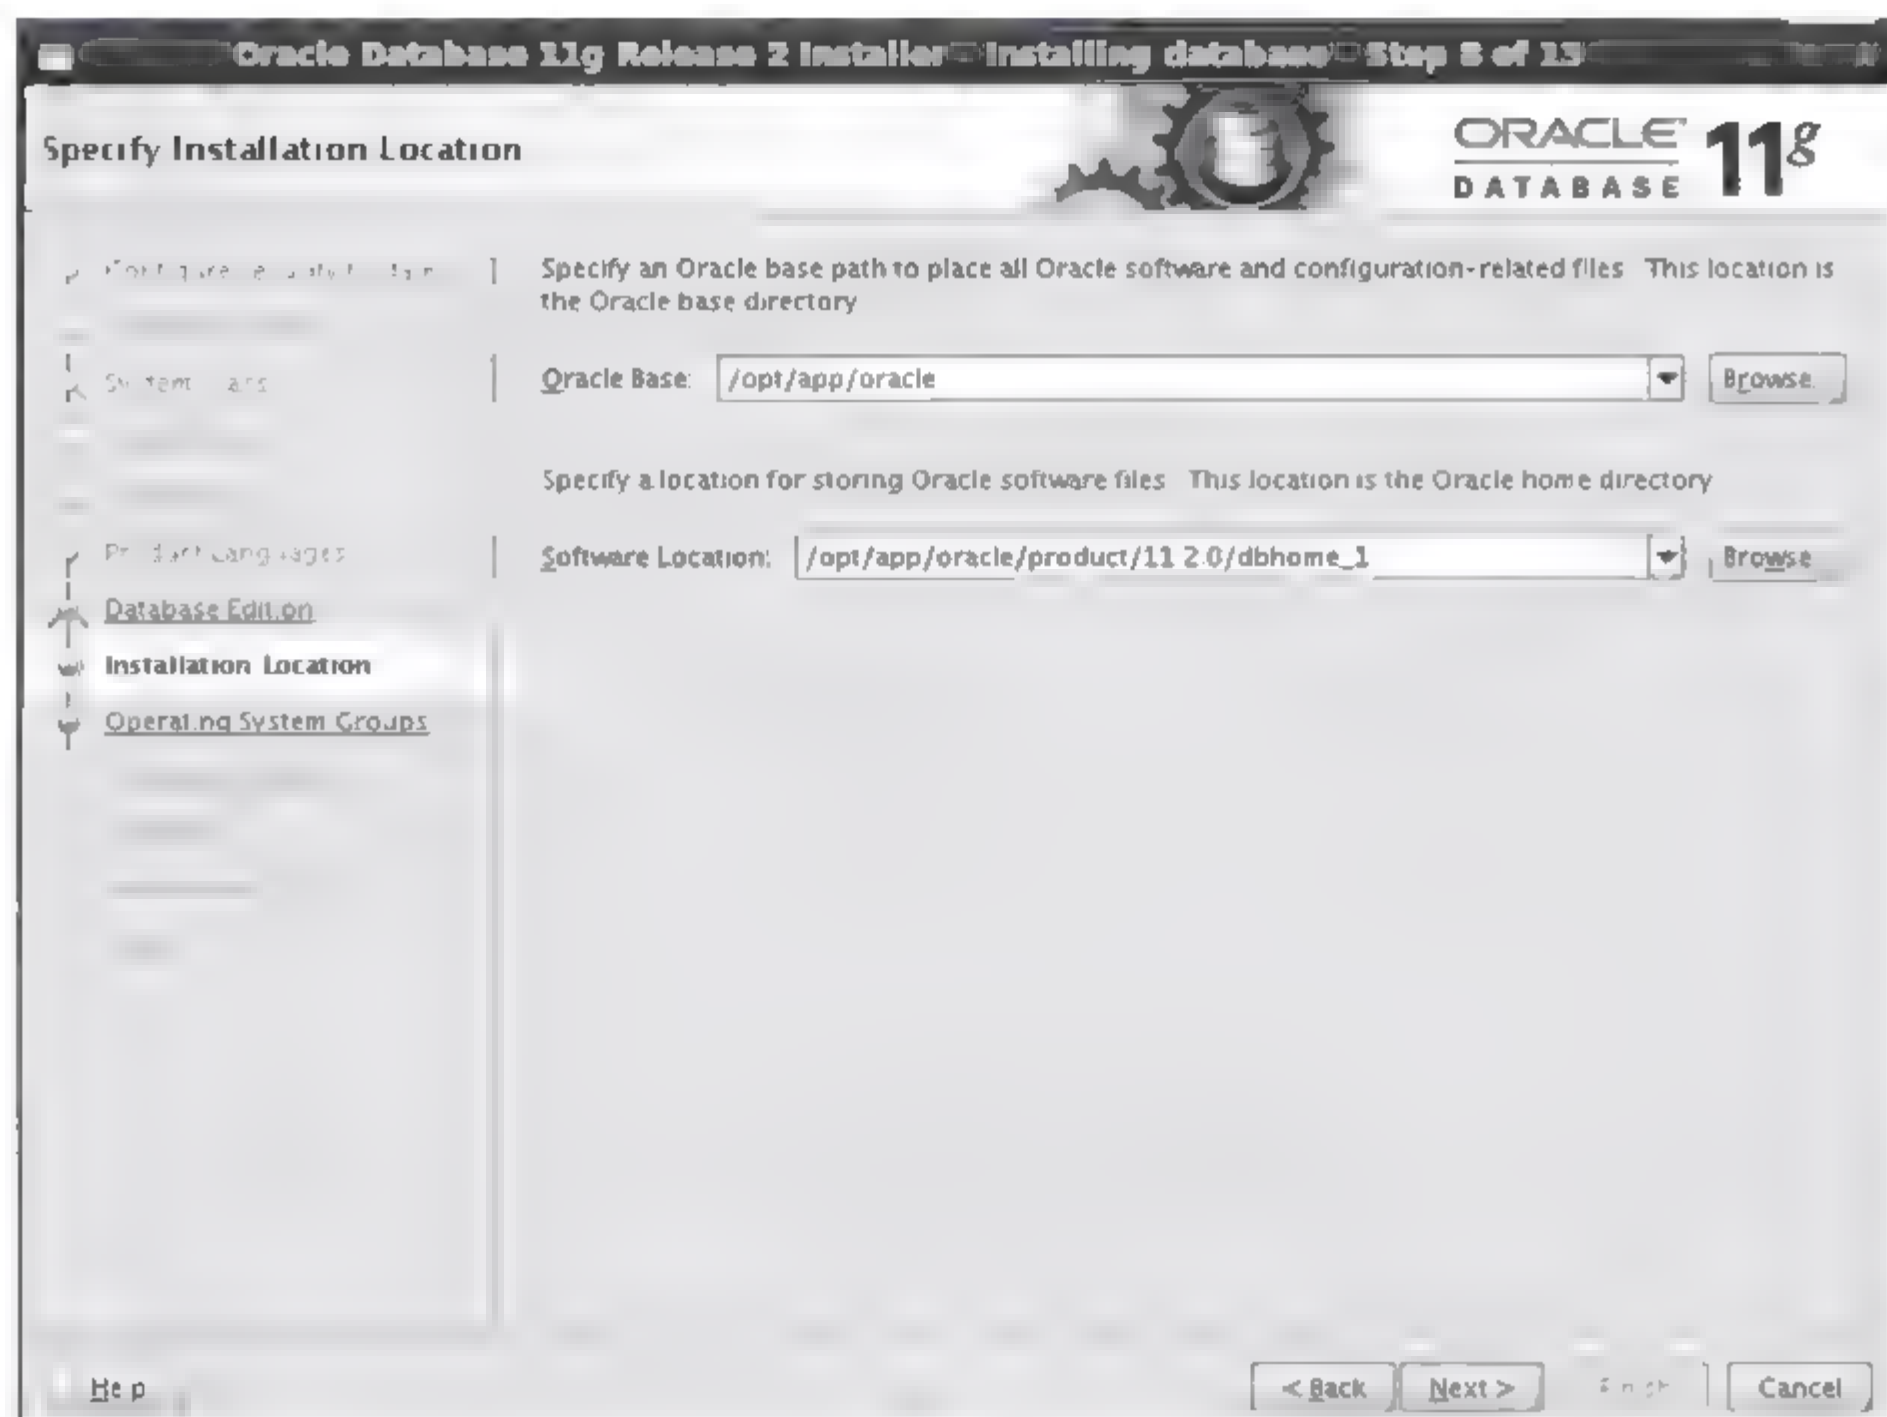 Oracle Database 11g Release 2 Installer - Installing database - Step 8 of 13
Specify Installation Location
ORACLE 11g
DATABASE
Specify an Oracle base path to place all Oracle software and configuration-related files This location is
the Oracle base directory
Oracle Base: /opt/app/oracle Browse
Specify a location for storing Oracle software files This location is the Oracle home directory
Product Languages
Software Location: /opt/app/oracle/product/11.2.0/dbhome_1 Browse
Database Edition
Installation Location
Operating System Groups
Help
< Back
Next >
Cancel